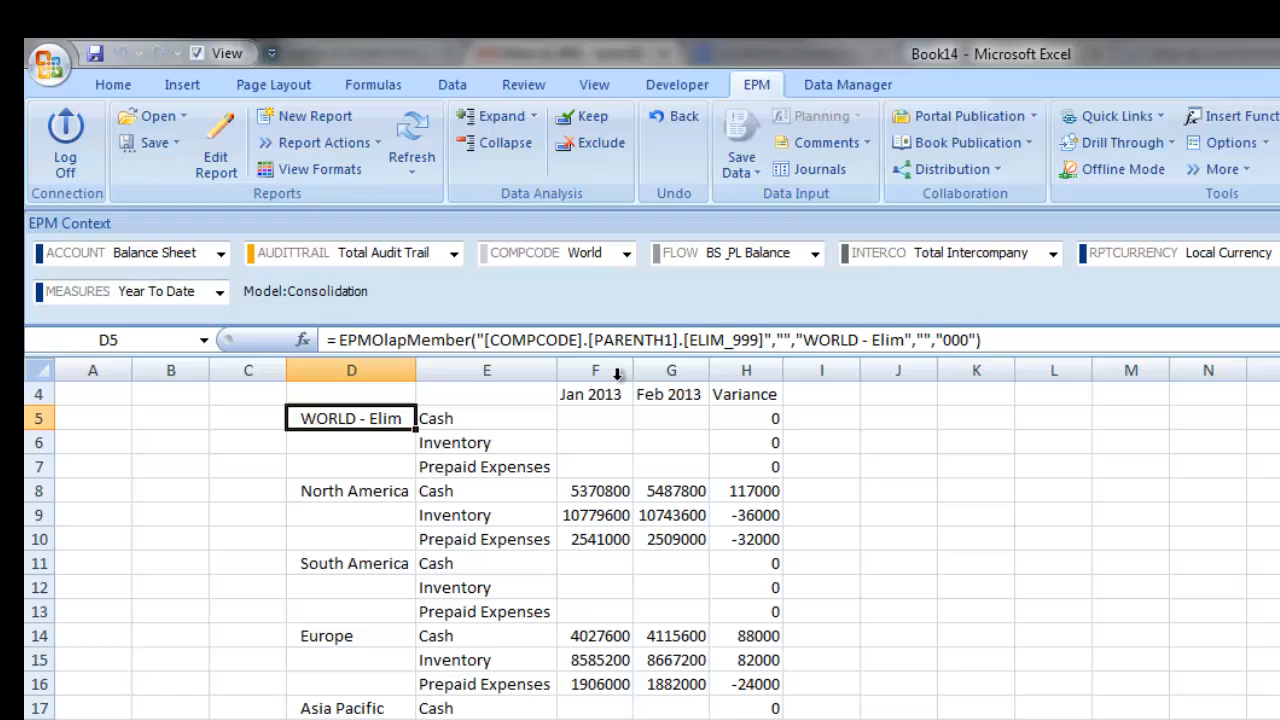 View
Book14 - Microsoft Excel
Home Insert Page Layout Formulas Data Review View Developer EPM Data Manager
Open New Report Expand Keep Back Planning Portal Publication Quick Links Insert Funct
Save Report Actions Collapse Exclude Comments Book Publication Drill Through Options
Log Off Edit Report View Formats Refresh Save Data Journals Distribution Offline Mode More
Connection Reports Data Analysis Undo Data Input Collaboration Tools
EPM Context
ACCOUNT Balance Sheet AUDITTRAIL Total Audit Trail COMPCODE World FLOW BS _PL Balance INTERCO Total Intercompany RPTCURRENCY Local Currency
MEASURES Year To Date Model:Consolidation
D5 fx =EPMOlapMember("[COMPCODE].[PARENTH1].[ELIM_999]","","WORLD - Elim","","000")
A B C D E F G H I J K L M N
4 Jan 2013 Feb 2013 Variance
5 WORLD - Elim Cash 0
6 Inventory 0
7 Prepaid Expenses 0
8 North America Cash 5370800 5487800 117000
9 Inventory 10779600 10743600 -36000
10 Prepaid Expenses 2541000 2509000 -32000
11 South America Cash 0
12 Inventory 0
13 Prepaid Expenses 0
14 Europe Cash 4027600 4115600 88000
15 Inventory 8585200 8667200 82000
16 Prepaid Expenses 1906000 1882000 -24000
17 Asia Pacific Cash 0